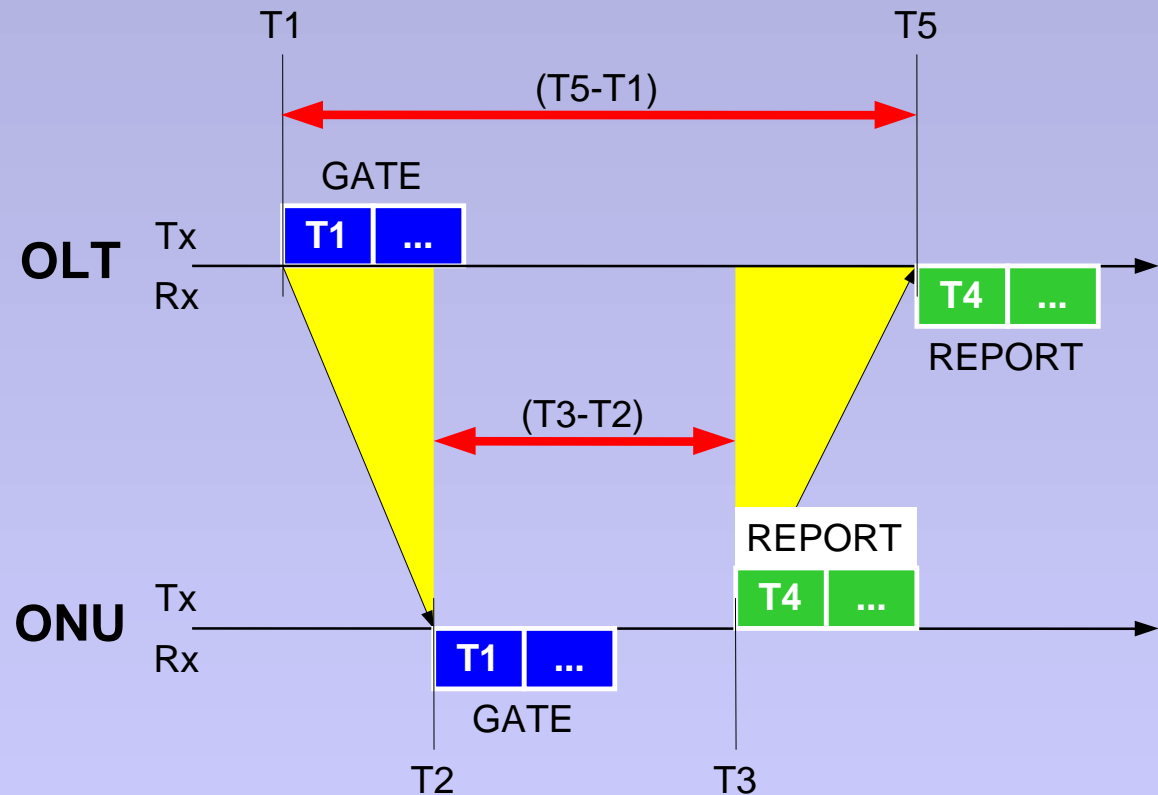 T1 T5
(T5-T1)
GATE
OLT Tx T1 ...
Rx T4 ...
REPORT
(T3-T2)
REPORT
ONU Tx T4 ...
Rx T1 ...
GATE
T2 T3